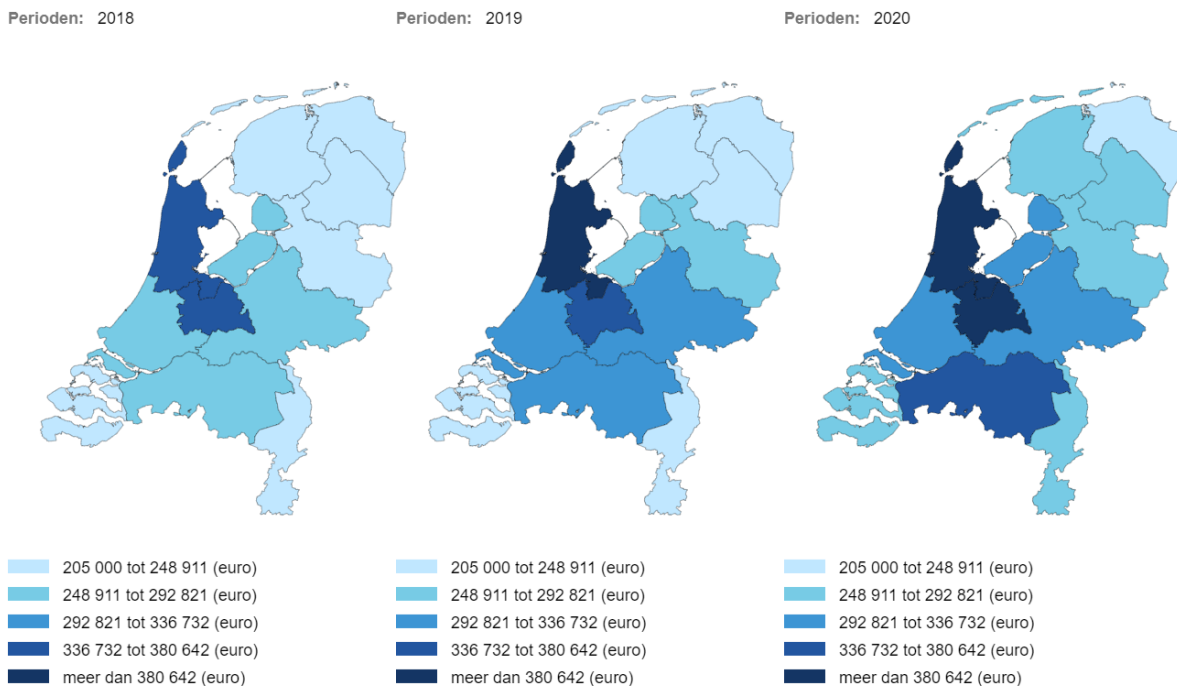 Perioden: 2018
Perioden: 2019
Perioden: 2020
205 000 tot 248 911 (euro)
248 911 tot 292 821 (euro)
292 821 tot 336 732 (euro)
336 732 tot 380 642 (euro)
meer dan 380 642 (euro)
205 000 tot 248 911 (euro)
248 911 tot 292 821 (euro)
292 821 tot 336 732 (euro)
336 732 tot 380 642 (euro)
meer dan 380 642 (euro)
205 000 tot 248 911 (euro)
248 911 tot 292 821 (euro)
292 821 tot 336 732 (euro)
336 732 tot 380 642 (euro)
meer dan 380 642 (euro)